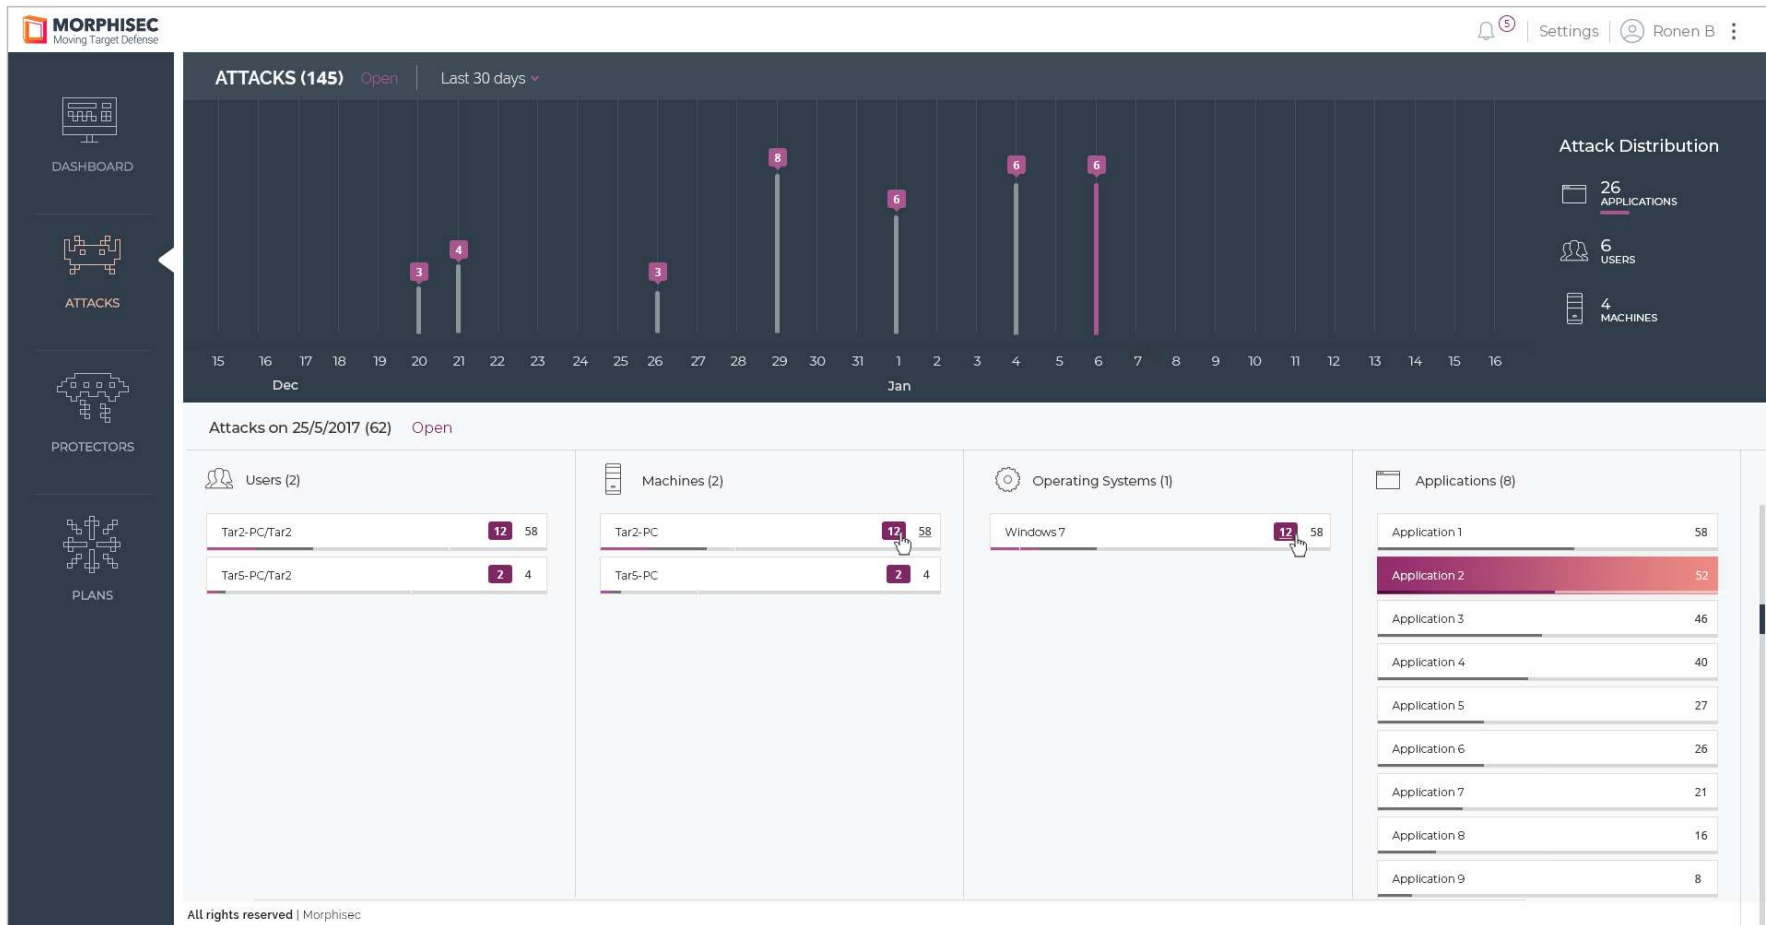 MORPHISEC
Moving Target Defense
5
Settings
Ronen B
DASHBOARD
ATTACKS
PROTECTORS
PLANS
ATTACKS (145) Open Last 30 days
3
4
3
8
6
6
6
15 16 17 18 19 20 21 22 23 24 25 26 27 28 29 30 31 1 2 3 4 5 6 7 8 9 10 11 12 13 14 15 16
Dec Jan
Attack Distribution
26
APPLICATIONS
6
USERS
4
MACHINES
Attacks on 25/5/2017 (62) Open
Users (2)
Tar2-PC/Tar2 12 58
Tar5-PC/Tar2 2 4
Machines (2)
Tar2-PC 12 58
Tar5-PC 2 4
Operating Systems (1)
Windows 7 12 58
Applications (8)
Application 1 58
Application 2 52
Application 3 46
Application 4 40
Application 5 27
Application 6 26
Application 7 21
Application 8 16
Application 9 8
All rights reserved | Morphisec